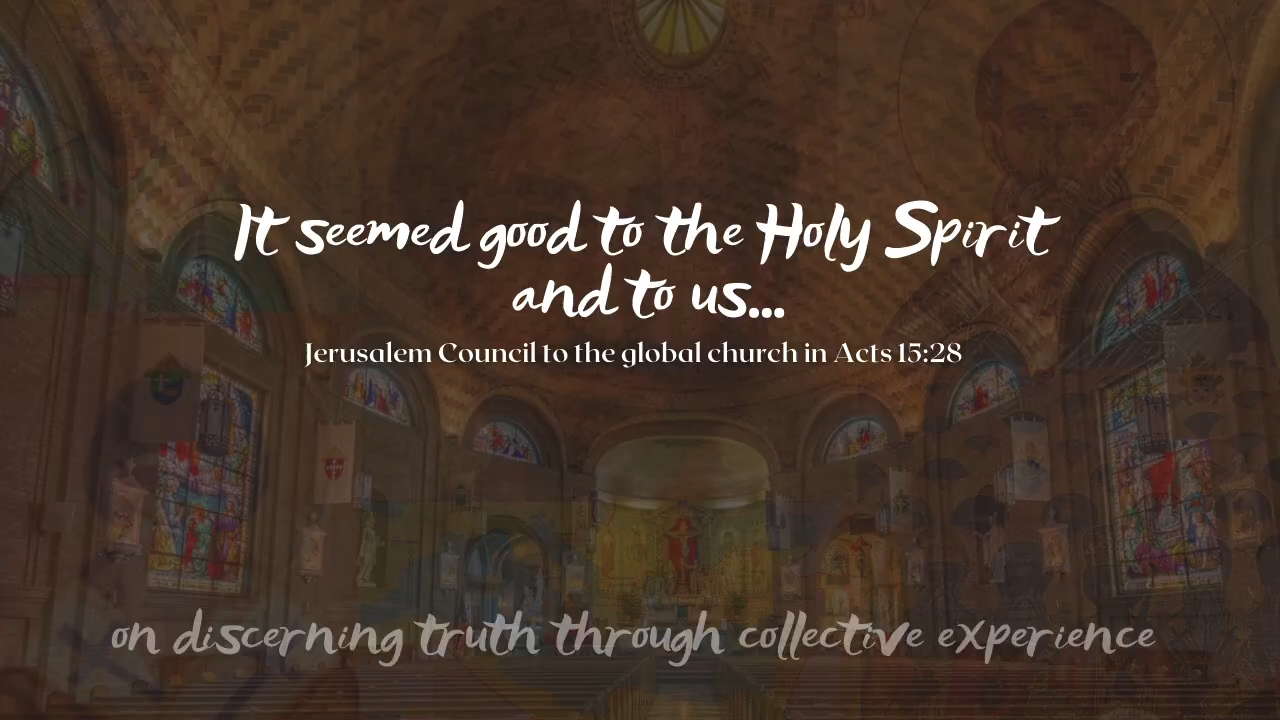 It seemed good to the Holy Spirit
and to us...
Jerusalem Council to the global church in Acts 15:28
on discerning truth through collective experience